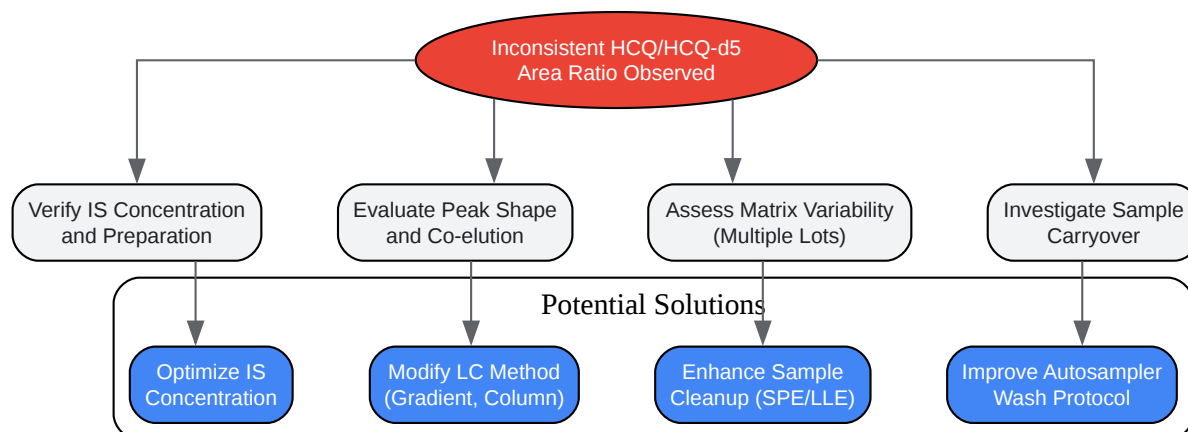 Inconsistent HCQ/HCQ-d5
Area Ratio Observed
Verify IS Concentration
and Preparation
Evaluate Peak Shape
and Co-elution
Assess Matrix Variability
(Multiple Lots)
Investigate Sample
Carryover
Potential Solutions
Optimize IS
Concentration
Modify LC Method
(Gradient, Column)
Enhance Sample
Cleanup (SPE/LLE)
Improve Autosampler
Wash Protocol